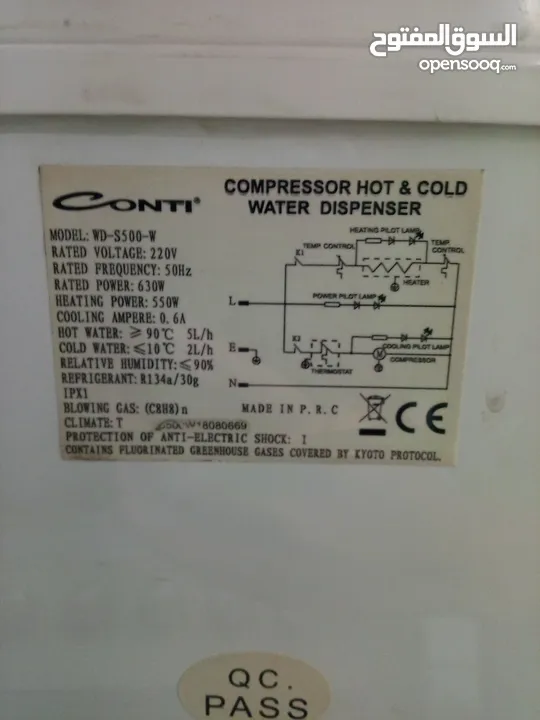 السوق المفتوح
opensooq.com
CONTI®
COMPRESSOR HOT & COLD
WATER DISPENSER
MODEL: WD-S500-W
RATED VOLTAGE: 220V
RATED FREQUENCY: 50Hz
RATED POWER: 630W
HEATING POWER: 550W
COOLING AMPERE: 0.6A
HOT WATER: ≥90℃ 5L/h
COLD WATER: ≤10℃ 2L/h
RELATIVE HUMIDITY: ≤90%
REFRIGERANT: R134a/30g
IPX1
BLOWING GAS: (C8H8)n
CLIMATE: T
8080669
PROTECTION OF ANTI-ELECTRIC SHOCK: I
CONTAINS FLUORINATED GREENHOUSE GASES COVERED BY KYOTO PROTOCOL.
HEATING PILOT LAMP
K1
TEMP CONTROL
TEMP CONTROL
HEATER
L
POWER PILOT LAMP
K2
COOLING PILOT LAMP
E
M
THERMOSTAT
COMPRESSOR
N
MADE IN P.R.C
CE
QC.
PASS